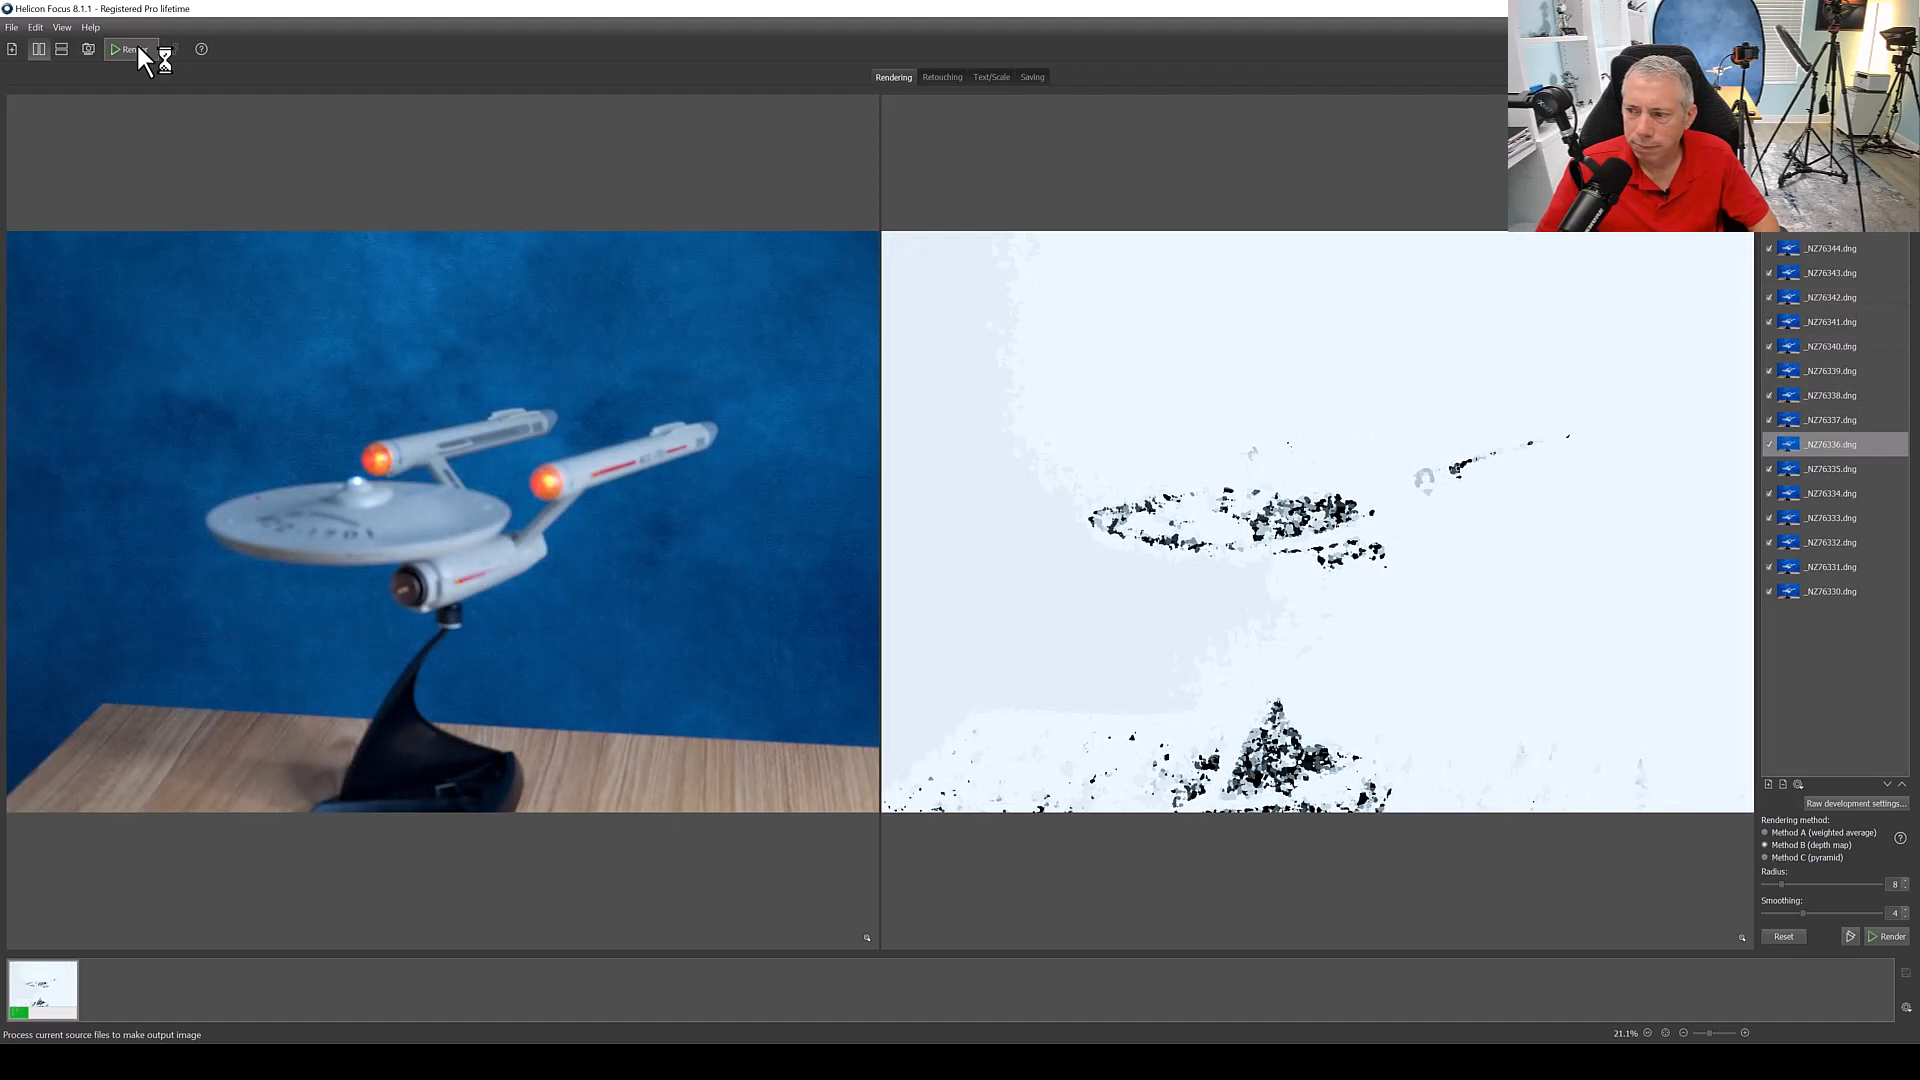 Helicon Focus 8.1.1 - Registered Pro lifetime
File Edit View Help
Rendering Retouching Text/Scale Saving
_NZ76344.dng
_NZ76343.dng
_NZ76342.dng
_NZ76341.dng
_NZ76340.dng
_NZ76339.dng
_NZ76338.dng
_NZ76337.dng
_NZ76336.dng
_NZ76335.dng
_NZ76334.dng
_NZ76333.dng
_NZ76332.dng
_NZ76331.dng
_NZ76330.dng
Raw development settings...
Rendering method:
Method A (weighted average)
Method B (depth map)
Method C (pyramid)
Radius:
8
Smoothing:
4
Reset Render
Process current source files to make output image
21.1%